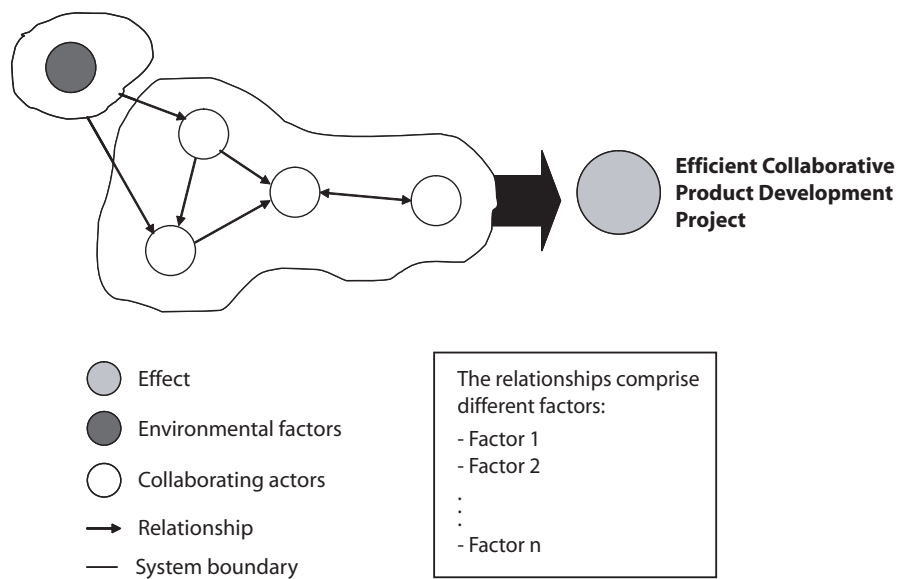 Efficient Collaborative
Product Development
Project
Effect
Environmental factors
Collaborating actors
Relationship
System boundary
The relationships comprise
different factors:
- Factor 1
- Factor 2
.
.
.
- Factor n